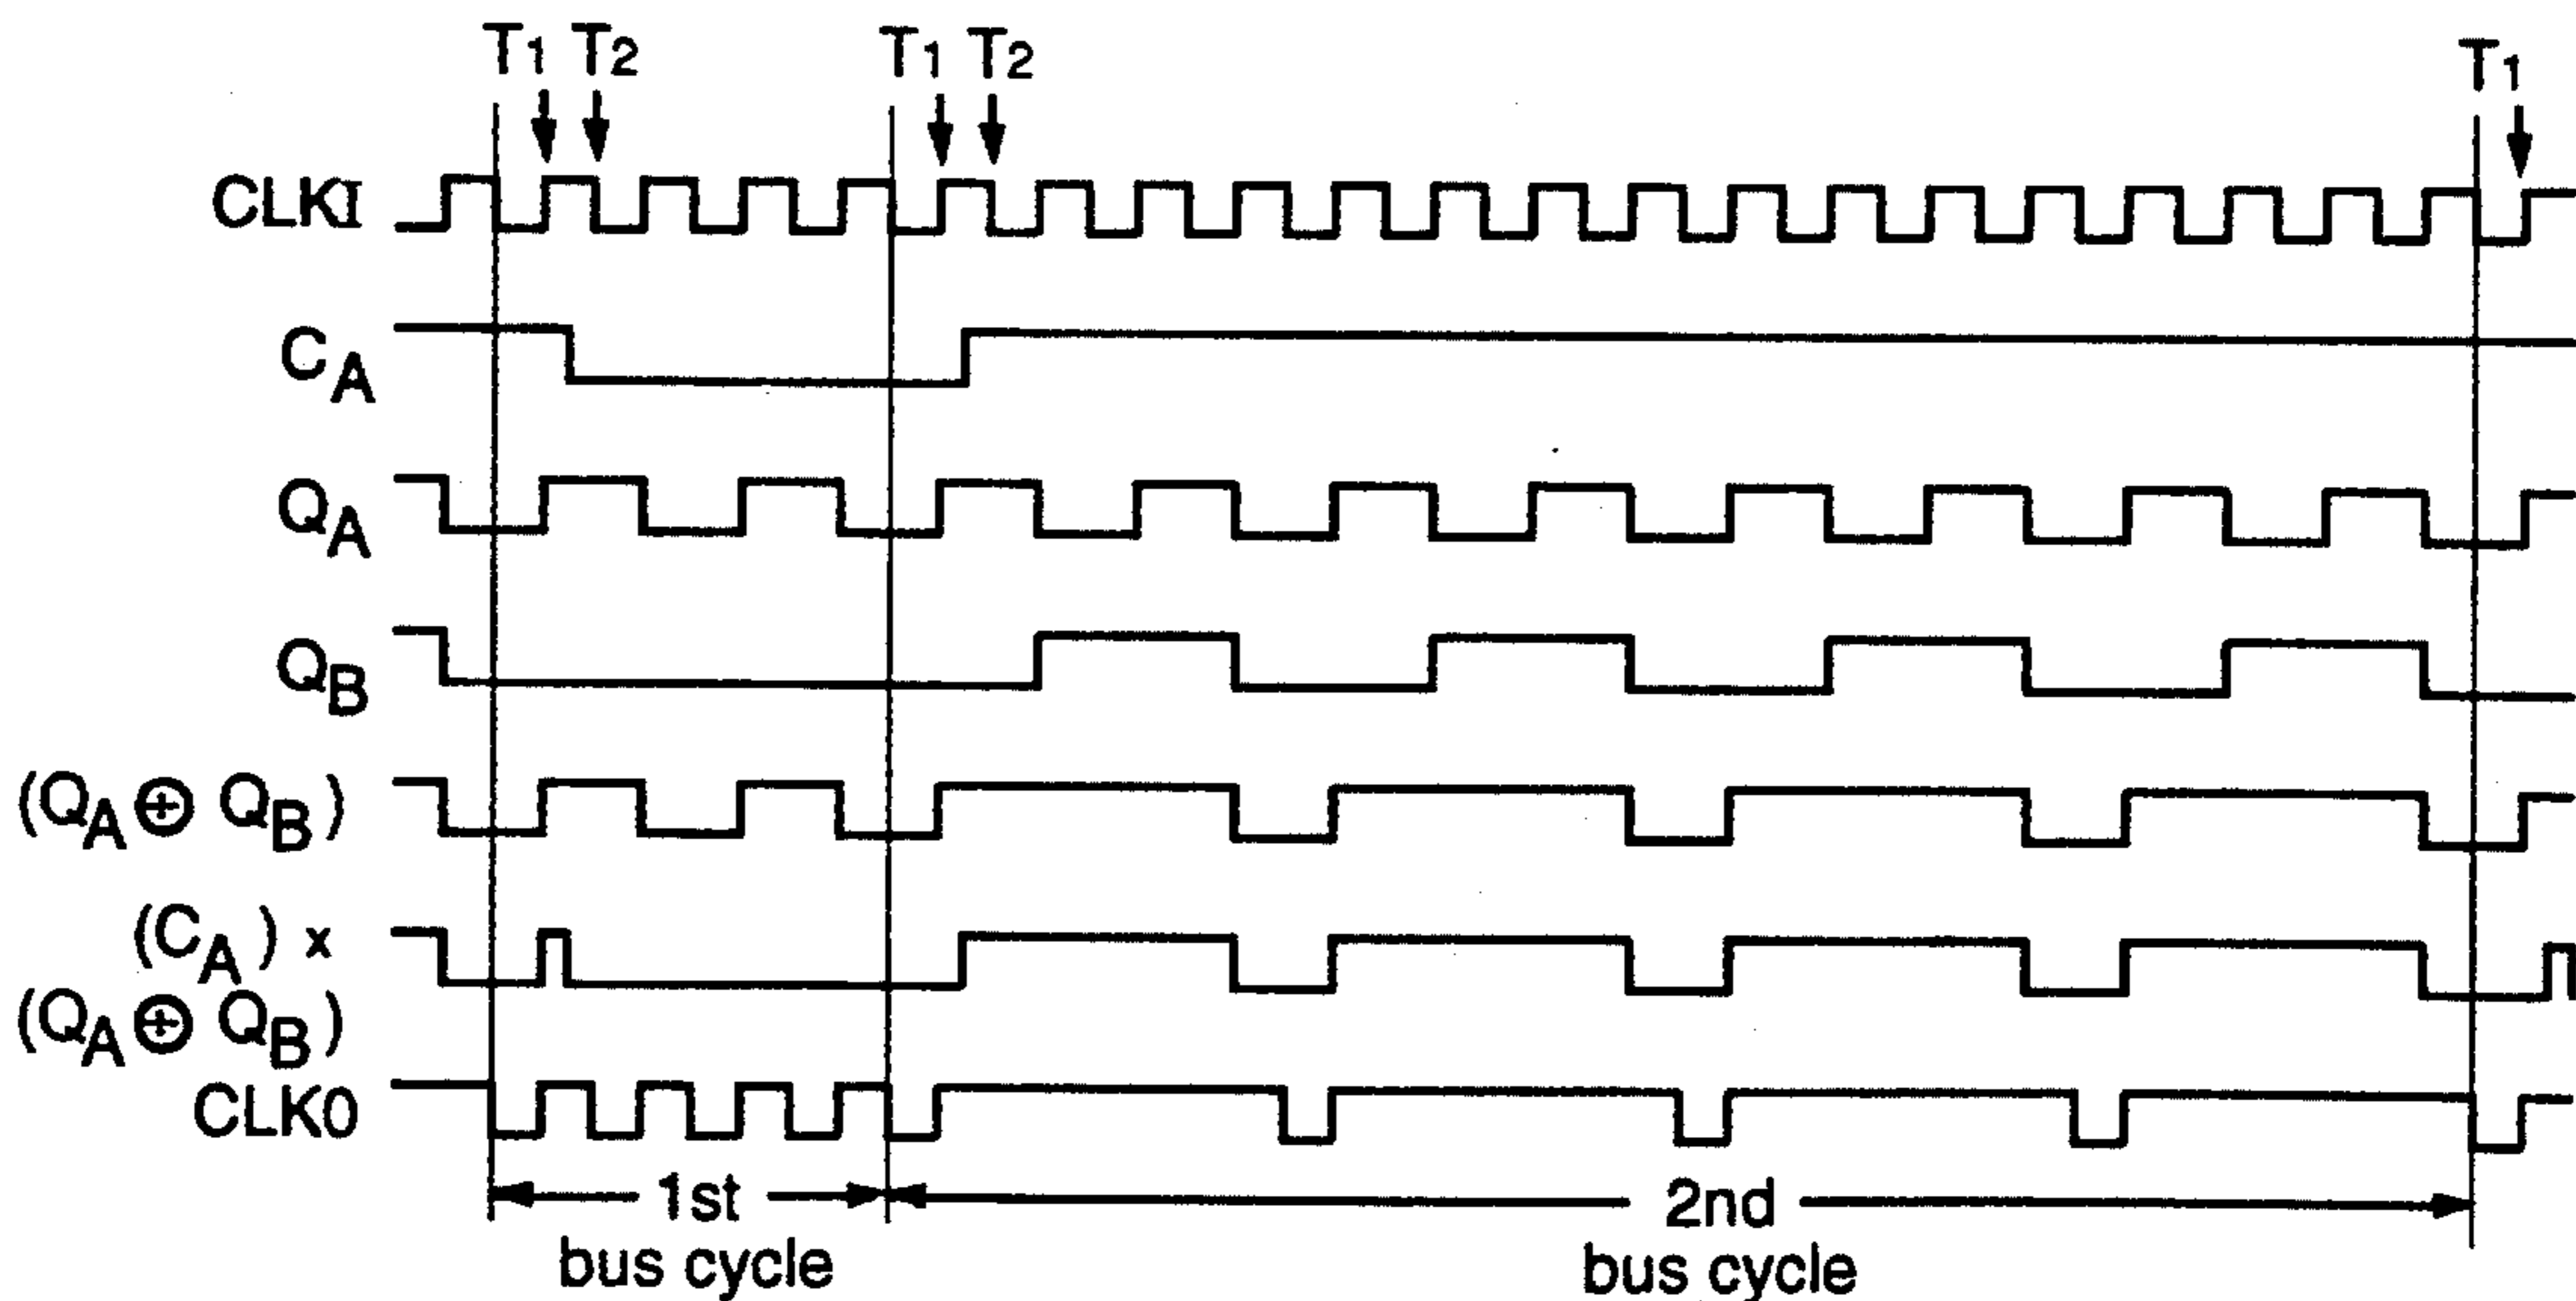 T1 T2 T1 T2 T1
CLKI
CA
QA
QB
(QA ⊕ QB)
(CA) x
(QA ⊕ QB)
CLK0
1st
bus cycle
2nd
bus cycle